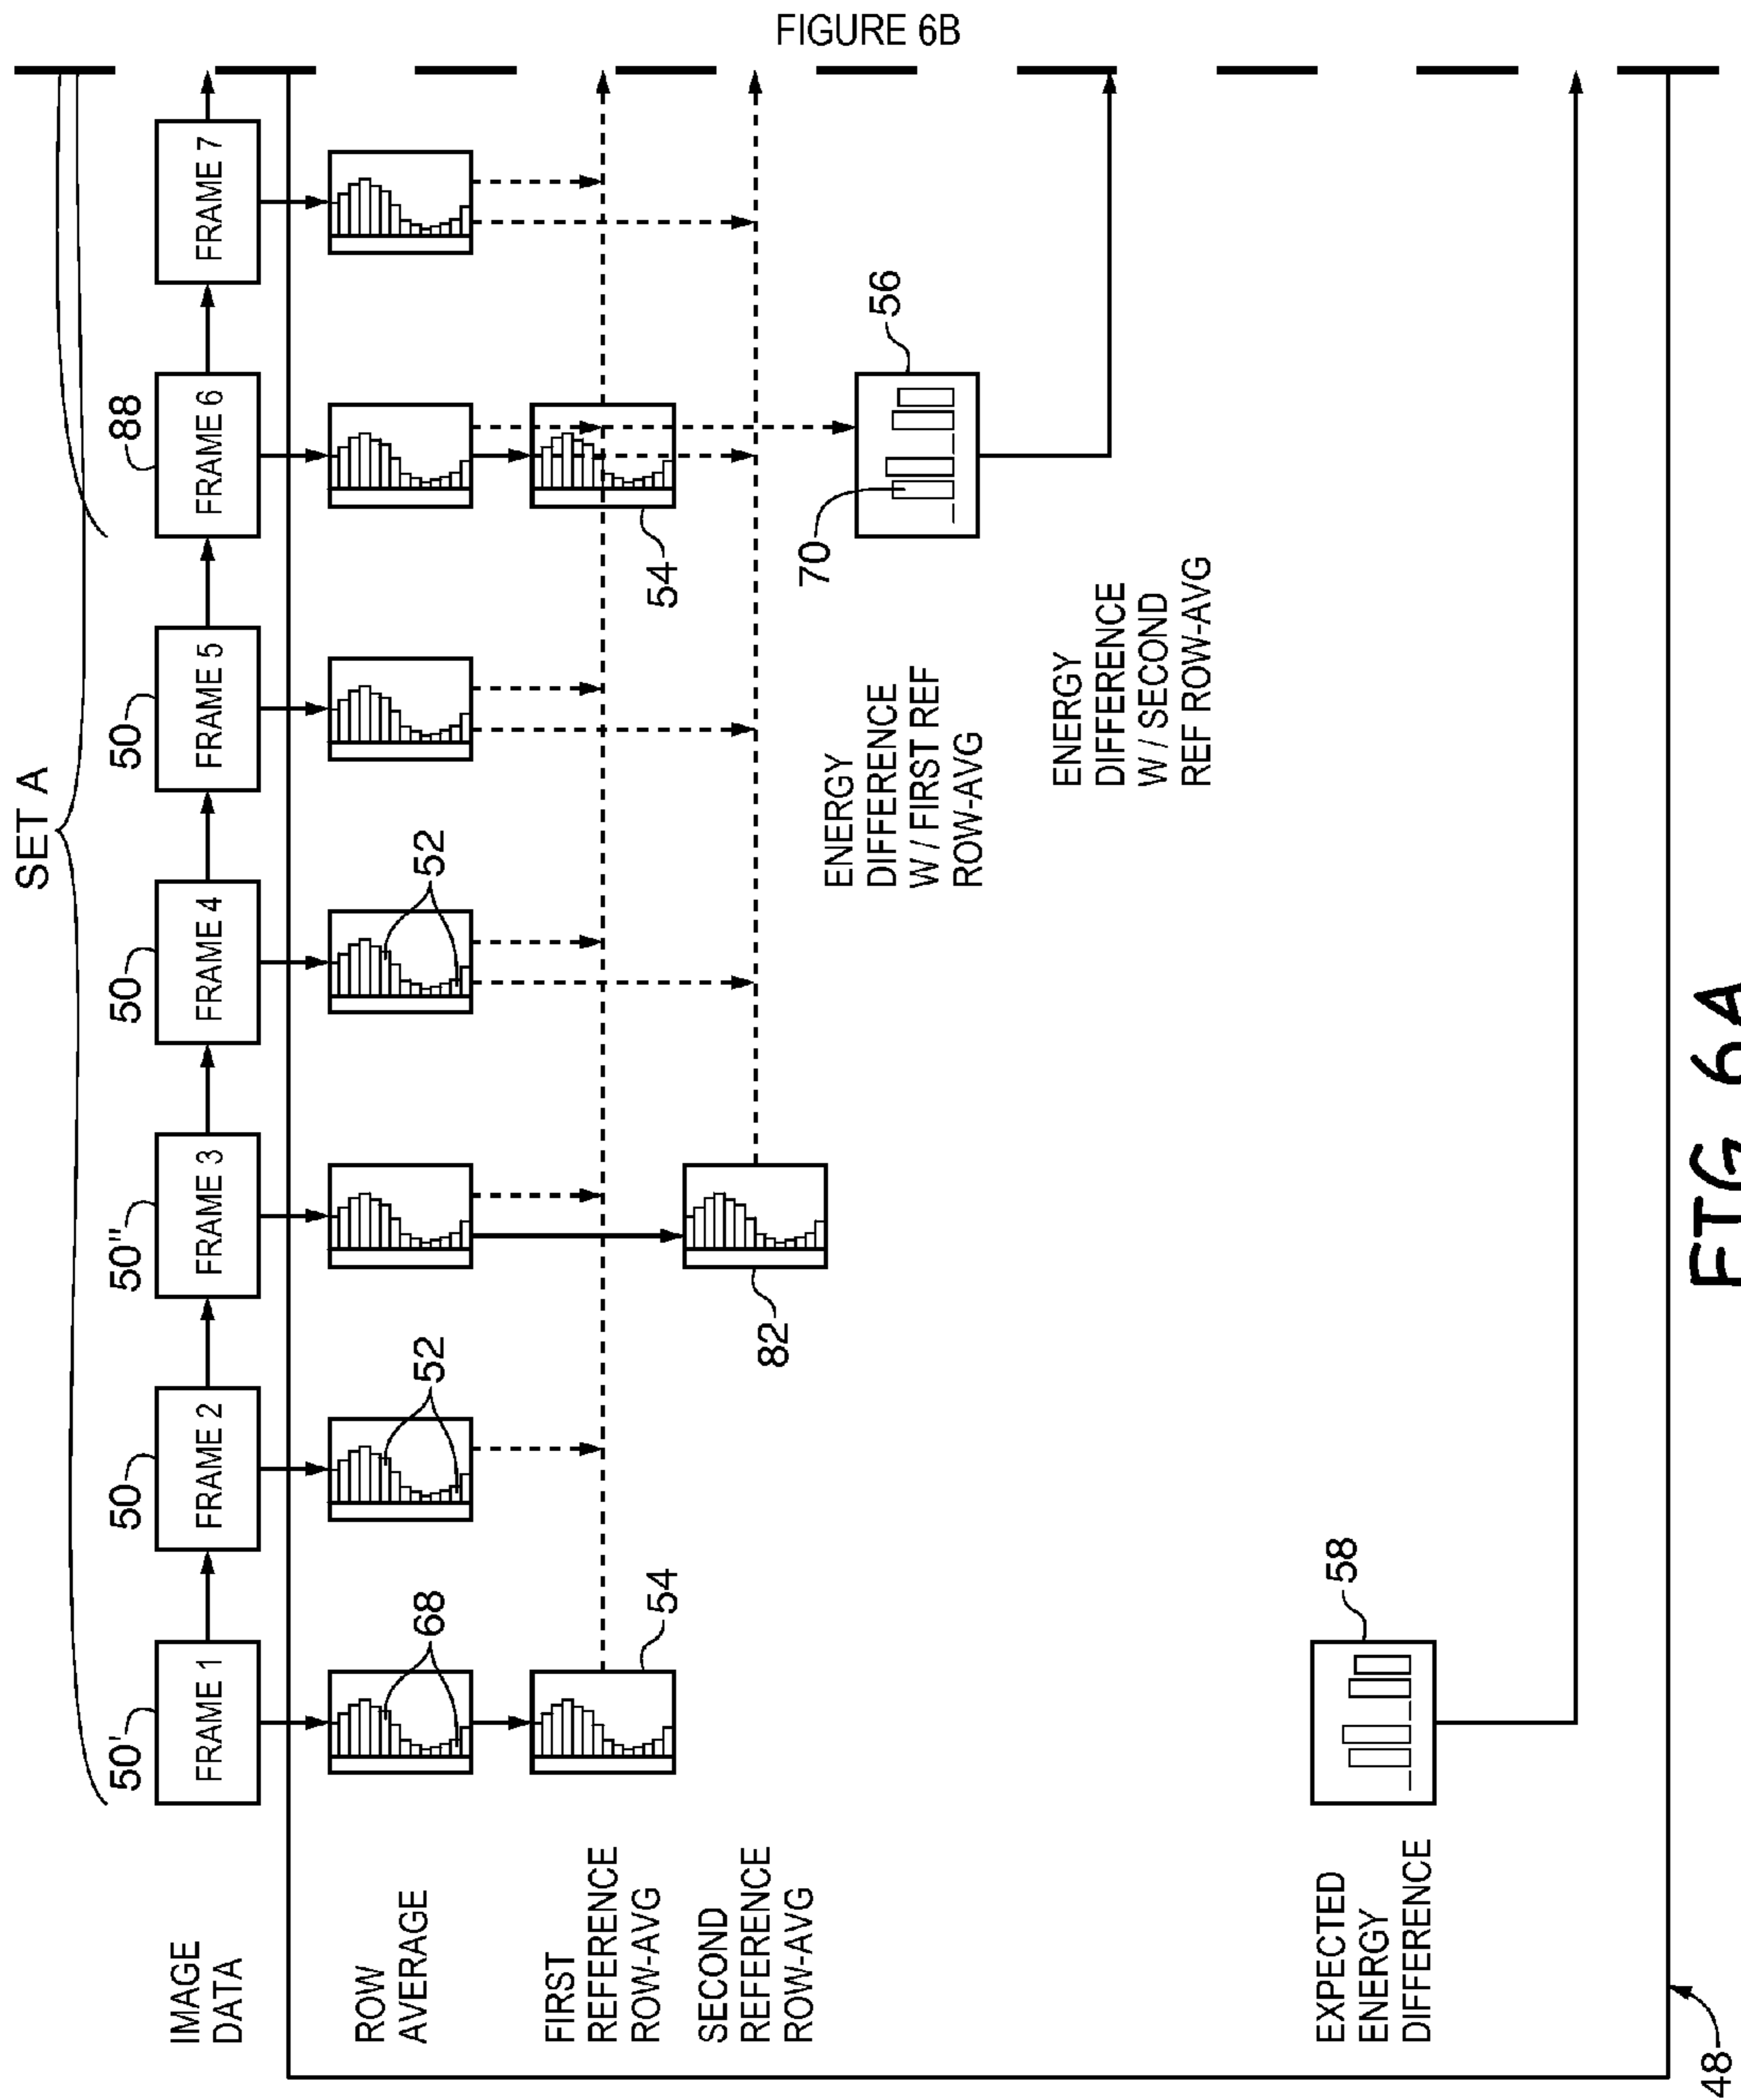 SET A
50'
50
50"
50
50
88
IMAGE
DATA
FRAME 1
FRAME 2
FRAME 3
FRAME 4
FRAME 5
FRAME 6
FRAME 7
ROW
AVERAGE
68
52
52
FIRST
REFERENCE
ROW-AVG
54
54
SECOND
REFERENCE
ROW-AVG
82
ENERGY
DIFFERENCE
W / FIRST REF
ROW-AVG
70
56
ENERGY
DIFFERENCE
W / SECOND
REF ROW-AVG
EXPECTED
ENERGY
DIFFERENCE
58
48
FIGURE 6B
FIG 6A